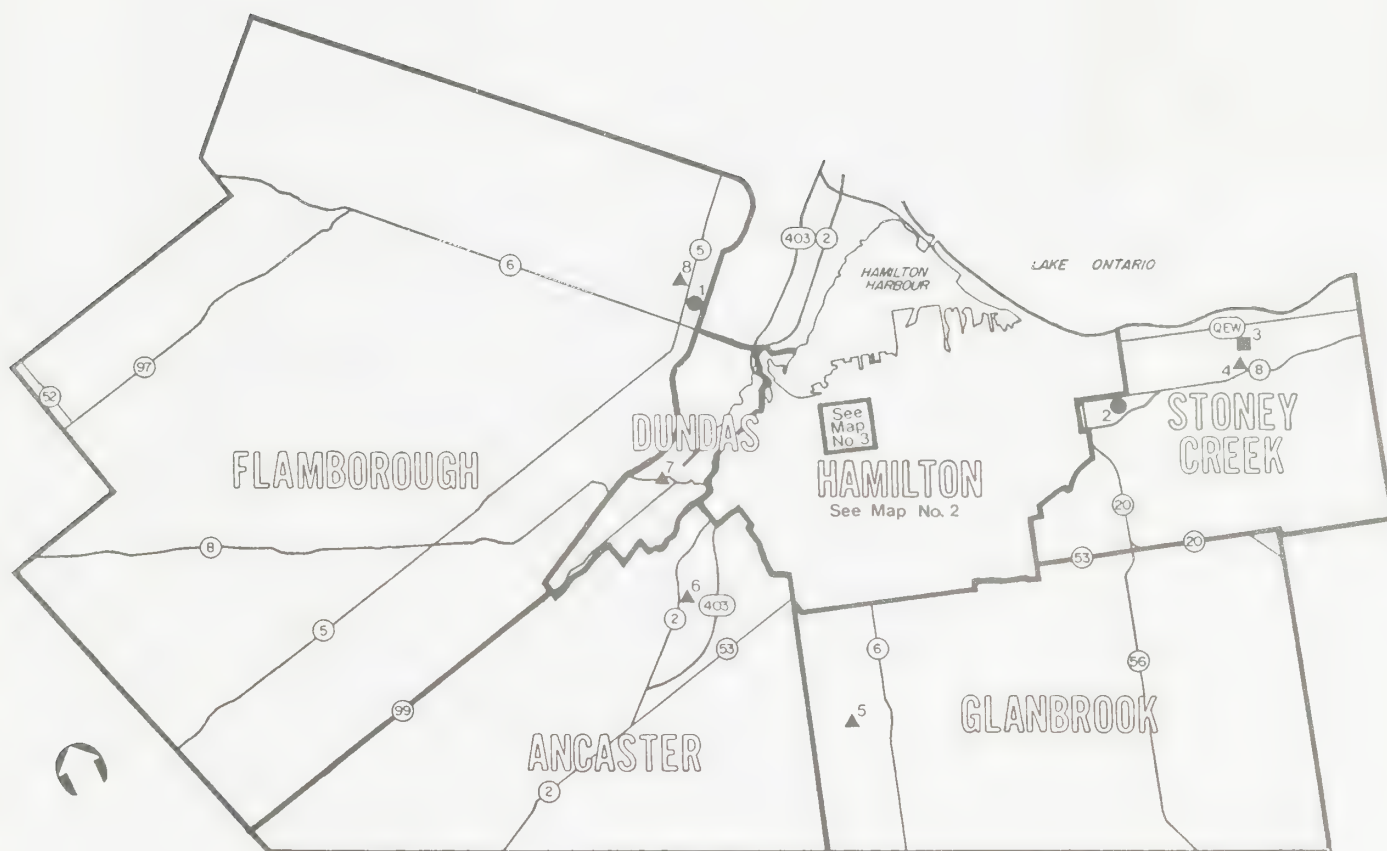 403
2
5
6
8
1
HAMILTON
HARBOUR
LAKE ONTARIO
QEW
3
4
8
97
52
2
See
Map
No 3
STONEY
CREEK
DUNDAS
FLAMBOROUGH
7
HAMILTON
See Map No. 2
20
8
53
20
6
2
403
5
53
6
56
99
5
GLANBROOK
ANCASTER
2